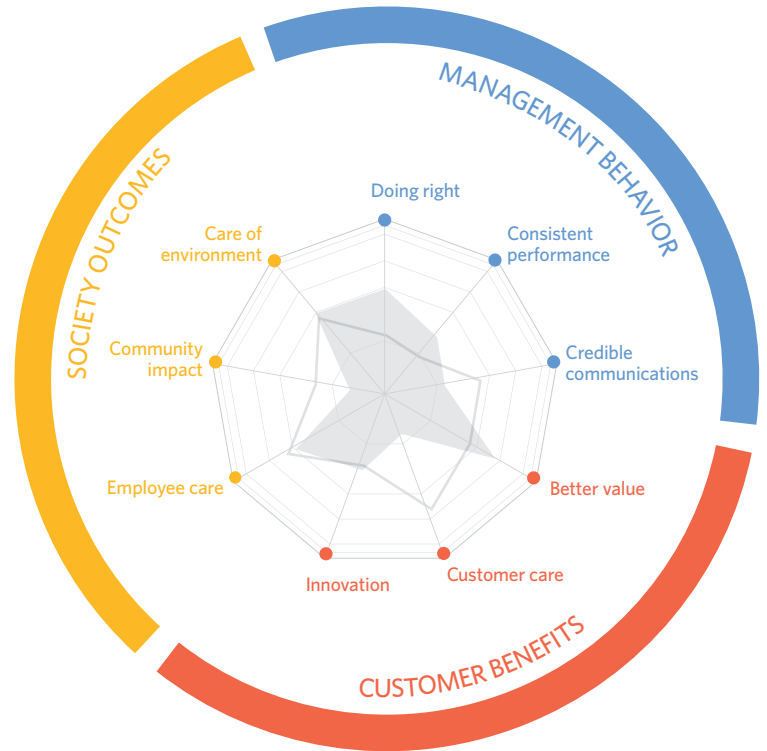 MANAGEMENT BEHAVIOR
SOCIETY OUTCOMES
Doing right
Care of
environment
Consistent
performance
Community
impact
Credible
communications
Employee care
Better value
Innovation
Customer care
CUSTOMER BENEFITS